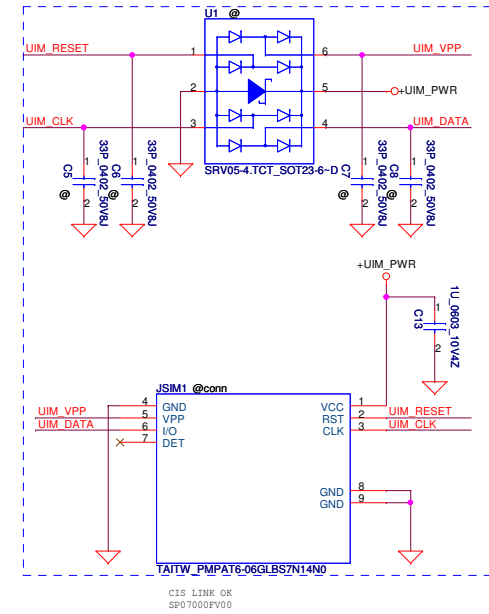 U1 @
UIM_RESET 1 6 UIM_VPP
2 5 +UIM_PWR
UIM_CLK 3 4 UIM_DATA
SRV05-4.TCT_SOT23-6~D
1 2 C5 @ 33P_0402_50V8J
1 2 C6 33P_0402_50V8J
1 2 C7 @ 33P_0402_50V8J
1 2 C8 @ 33P_0402_50V8J
+UIM_PWR
1 2 C13 1U_0603_10V4Z
JSIM1 @conn
4 GND VCC 1
UIM_VPP 5 VPP RST 2 UIM_RESET
UIM_DATA 6 I/O CLK 3 UIM_CLK
7 DET
GND 8
GND 9
TAITW_PMPAT6-06GLBS7N14N0
CIS LINK OK
SP07000FV00